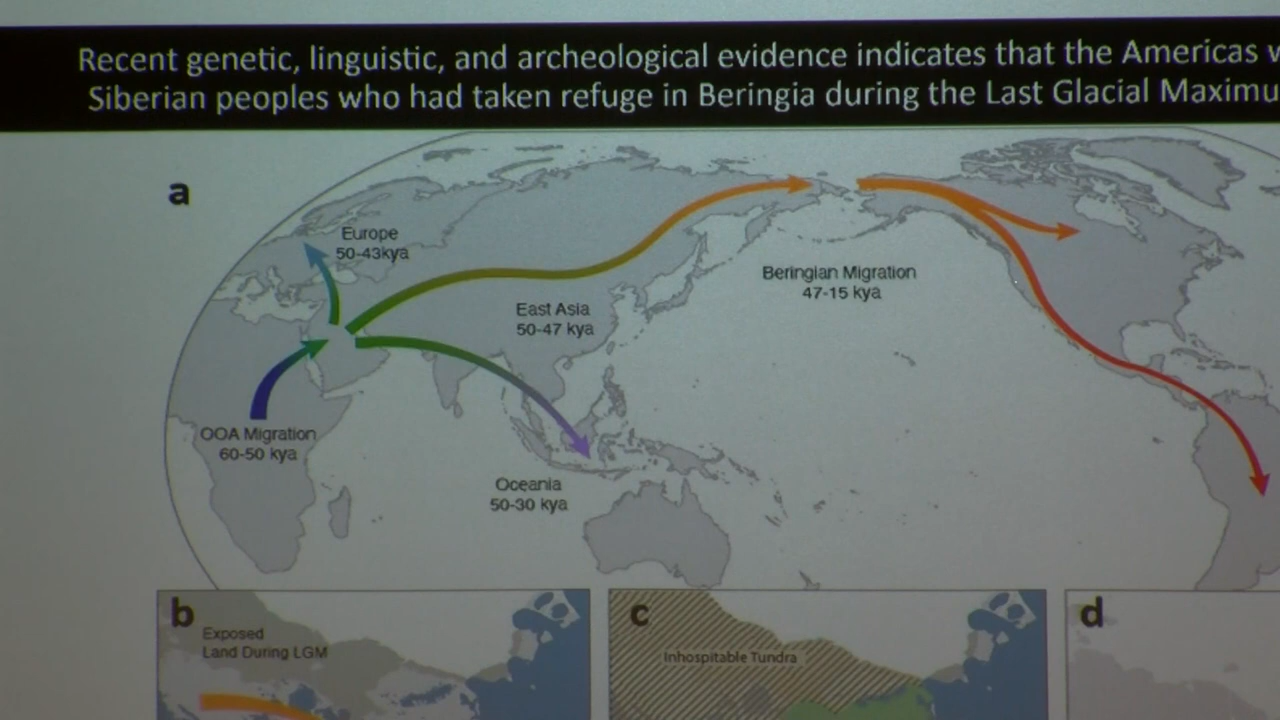 Recent genetic, linguistic, and archeological evidence indicates that the Americas
Siberian peoples who had taken refuge in Beringia during the Last Glacial Maximu
a
Europe
50-43kya
Beringian Migration
47-15 kya
East Asia
50-47 kya
OOA Migration
60-50 kya
Oceania
50-30 kya
b
Exposed
Land During LGM
c
Inhospitable Tundra
d